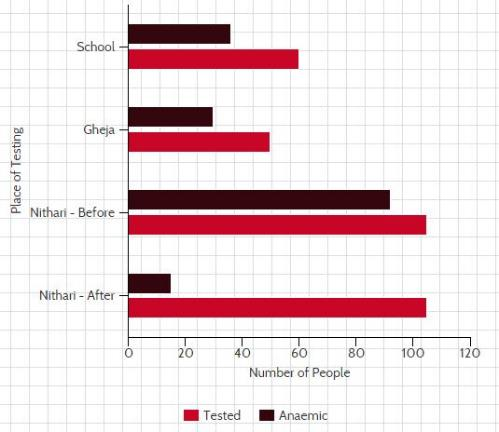 School
Gheja
Nithari - Before
Nithari - After
Place of Testing
0 20 40 60 80 100 120
Number of People
Tested Anaemic